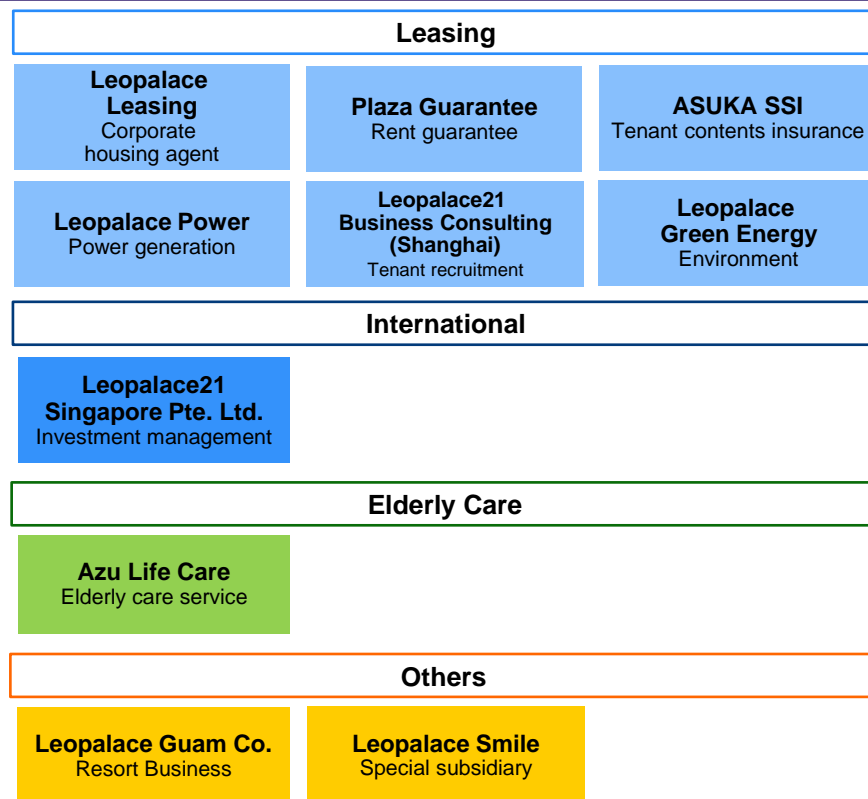 Leasing
Leopalace
Leasing
Corporate
housing agent
Plaza Guarantee
Rent guarantee
ASUKA SSI
Tenant contents insurance
Leopalace Power
Power generation
Leopalace21
Business Consulting
(Shanghai)
Tenant recruitment
Leopalace
Green Energy
Environment
International
Leopalace21
Singapore Pte. Ltd.
Investment management
Elderly Care
Azu Life Care
Elderly care service
Others
Leopalace Guam Co.
Resort Business
Leopalace Smile
Special subsidiary